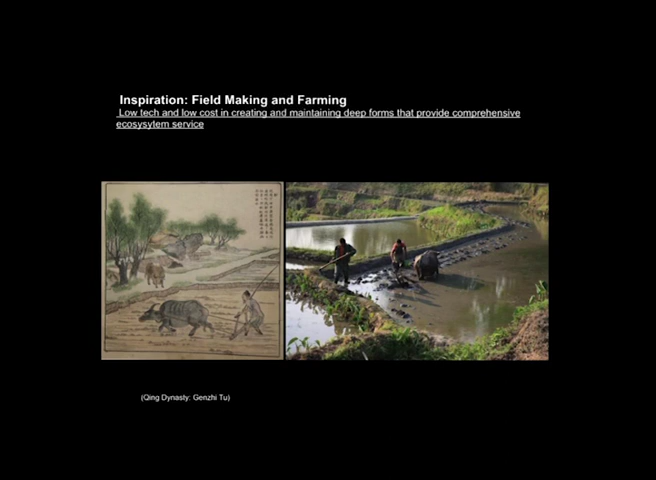 Inspiration: Field Making and Farming
Low tech and low cost in creating and maintaining deep forms that provide comprehensive
ecosysytem service
(Qing Dynasty: Genzhi Tu)